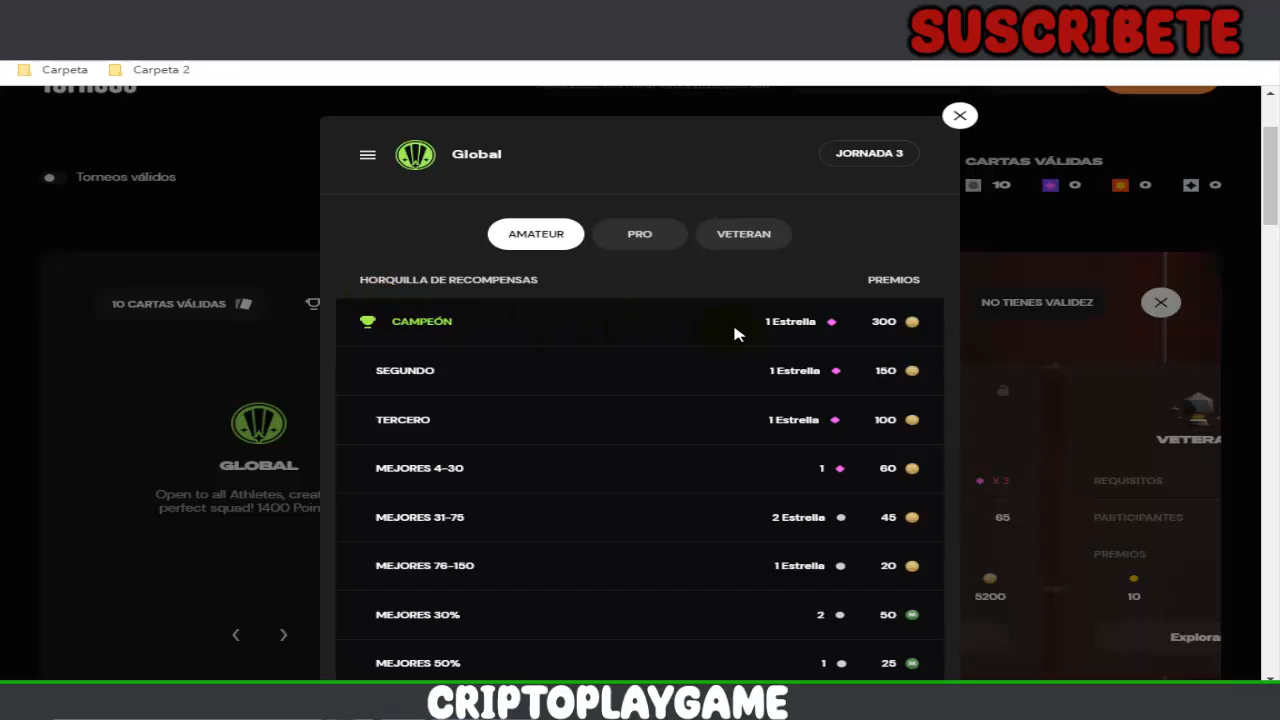 SUSCRIBETE
Carpeta Carpeta 2
Torneos válidos
Global
JORNADA 3
CARTAS VÁLIDAS
10 0 0 0
AMATEUR PRO VETERAN
HORQUILLA DE RECOMPENSAS PREMIOS
10 CARTAS VÁLIDAS
NO TIENES VALIDEZ
CAMPEÓN 1 Estrella 300
SEGUNDO 1 Estrella 150
TERCERO 1 Estrella 100
MEJORES 4-30 1 60
MEJORES 31-75 2 Estrella 45
MEJORES 76-150 1 Estrella 20
MEJORES 30% 2 50
MEJORES 50% 1 25
GLOBAL
Open to all Athletes, creat
perfect squad! 1400 Poin
VETERA
REQUISITOS
X 3
65
PARTICIPANTES
PREMIOS
5200
10
Explora
CRIPTOPLAYGAME